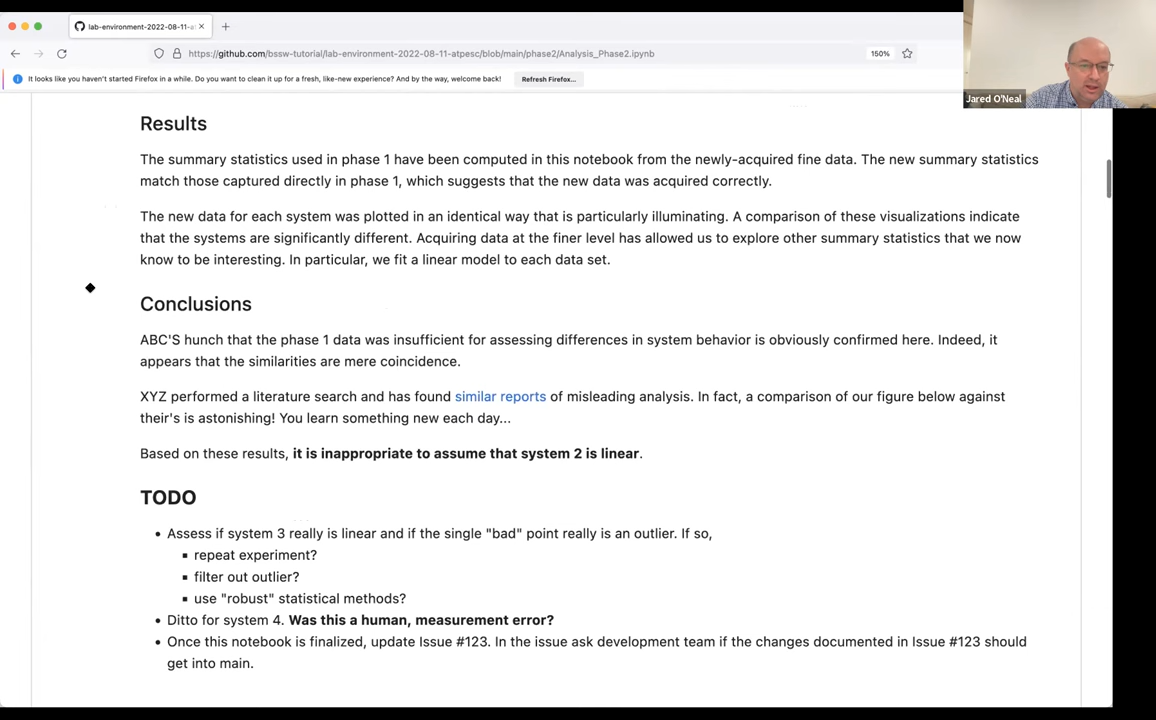 lab-environment-2022-08-11-a
https://github.com/bssw-tutorial/lab-environment-2022-08-11-atpesc/blob/main/phase2/Analysis_Phase2.ipynb
150%
It looks like you haven't started Firefox in a while. Do you want to clean it up for a fresh, like-new experience? And by the way, welcome back!
Refresh Firefox...
Jared O'Neal
Results
The summary statistics used in phase 1 have been computed in this notebook from the newly-acquired fine data. The new summary statistics
match those captured directly in phase 1, which suggests that the new data was acquired correctly.
The new data for each system was plotted in an identical way that is particularly illuminating. A comparison of these visualizations indicate
that the systems are significantly different. Acquiring data at the finer level has allowed us to explore other summary statistics that we now
know to be interesting. In particular, we fit a linear model to each data set.
Conclusions
ABC'S hunch that the phase 1 data was insufficient for assessing differences in system behavior is obviously confirmed here. Indeed, it
appears that the similarities are mere coincidence.
XYZ performed a literature search and has found similar reports of misleading analysis. In fact, a comparison of our figure below against
their's is astonishing! You learn something new each day...
Based on these results, it is inappropriate to assume that system 2 is linear.
TODO
• Assess if system 3 really is linear and if the single "bad" point really is an outlier. If so,
▪ repeat experiment?
▪ filter out outlier?
▪ use "robust" statistical methods?
• Ditto for system 4. Was this a human, measurement error?
• Once this notebook is finalized, update Issue #123. In the issue ask development team if the changes documented in Issue #123 should
get into main.